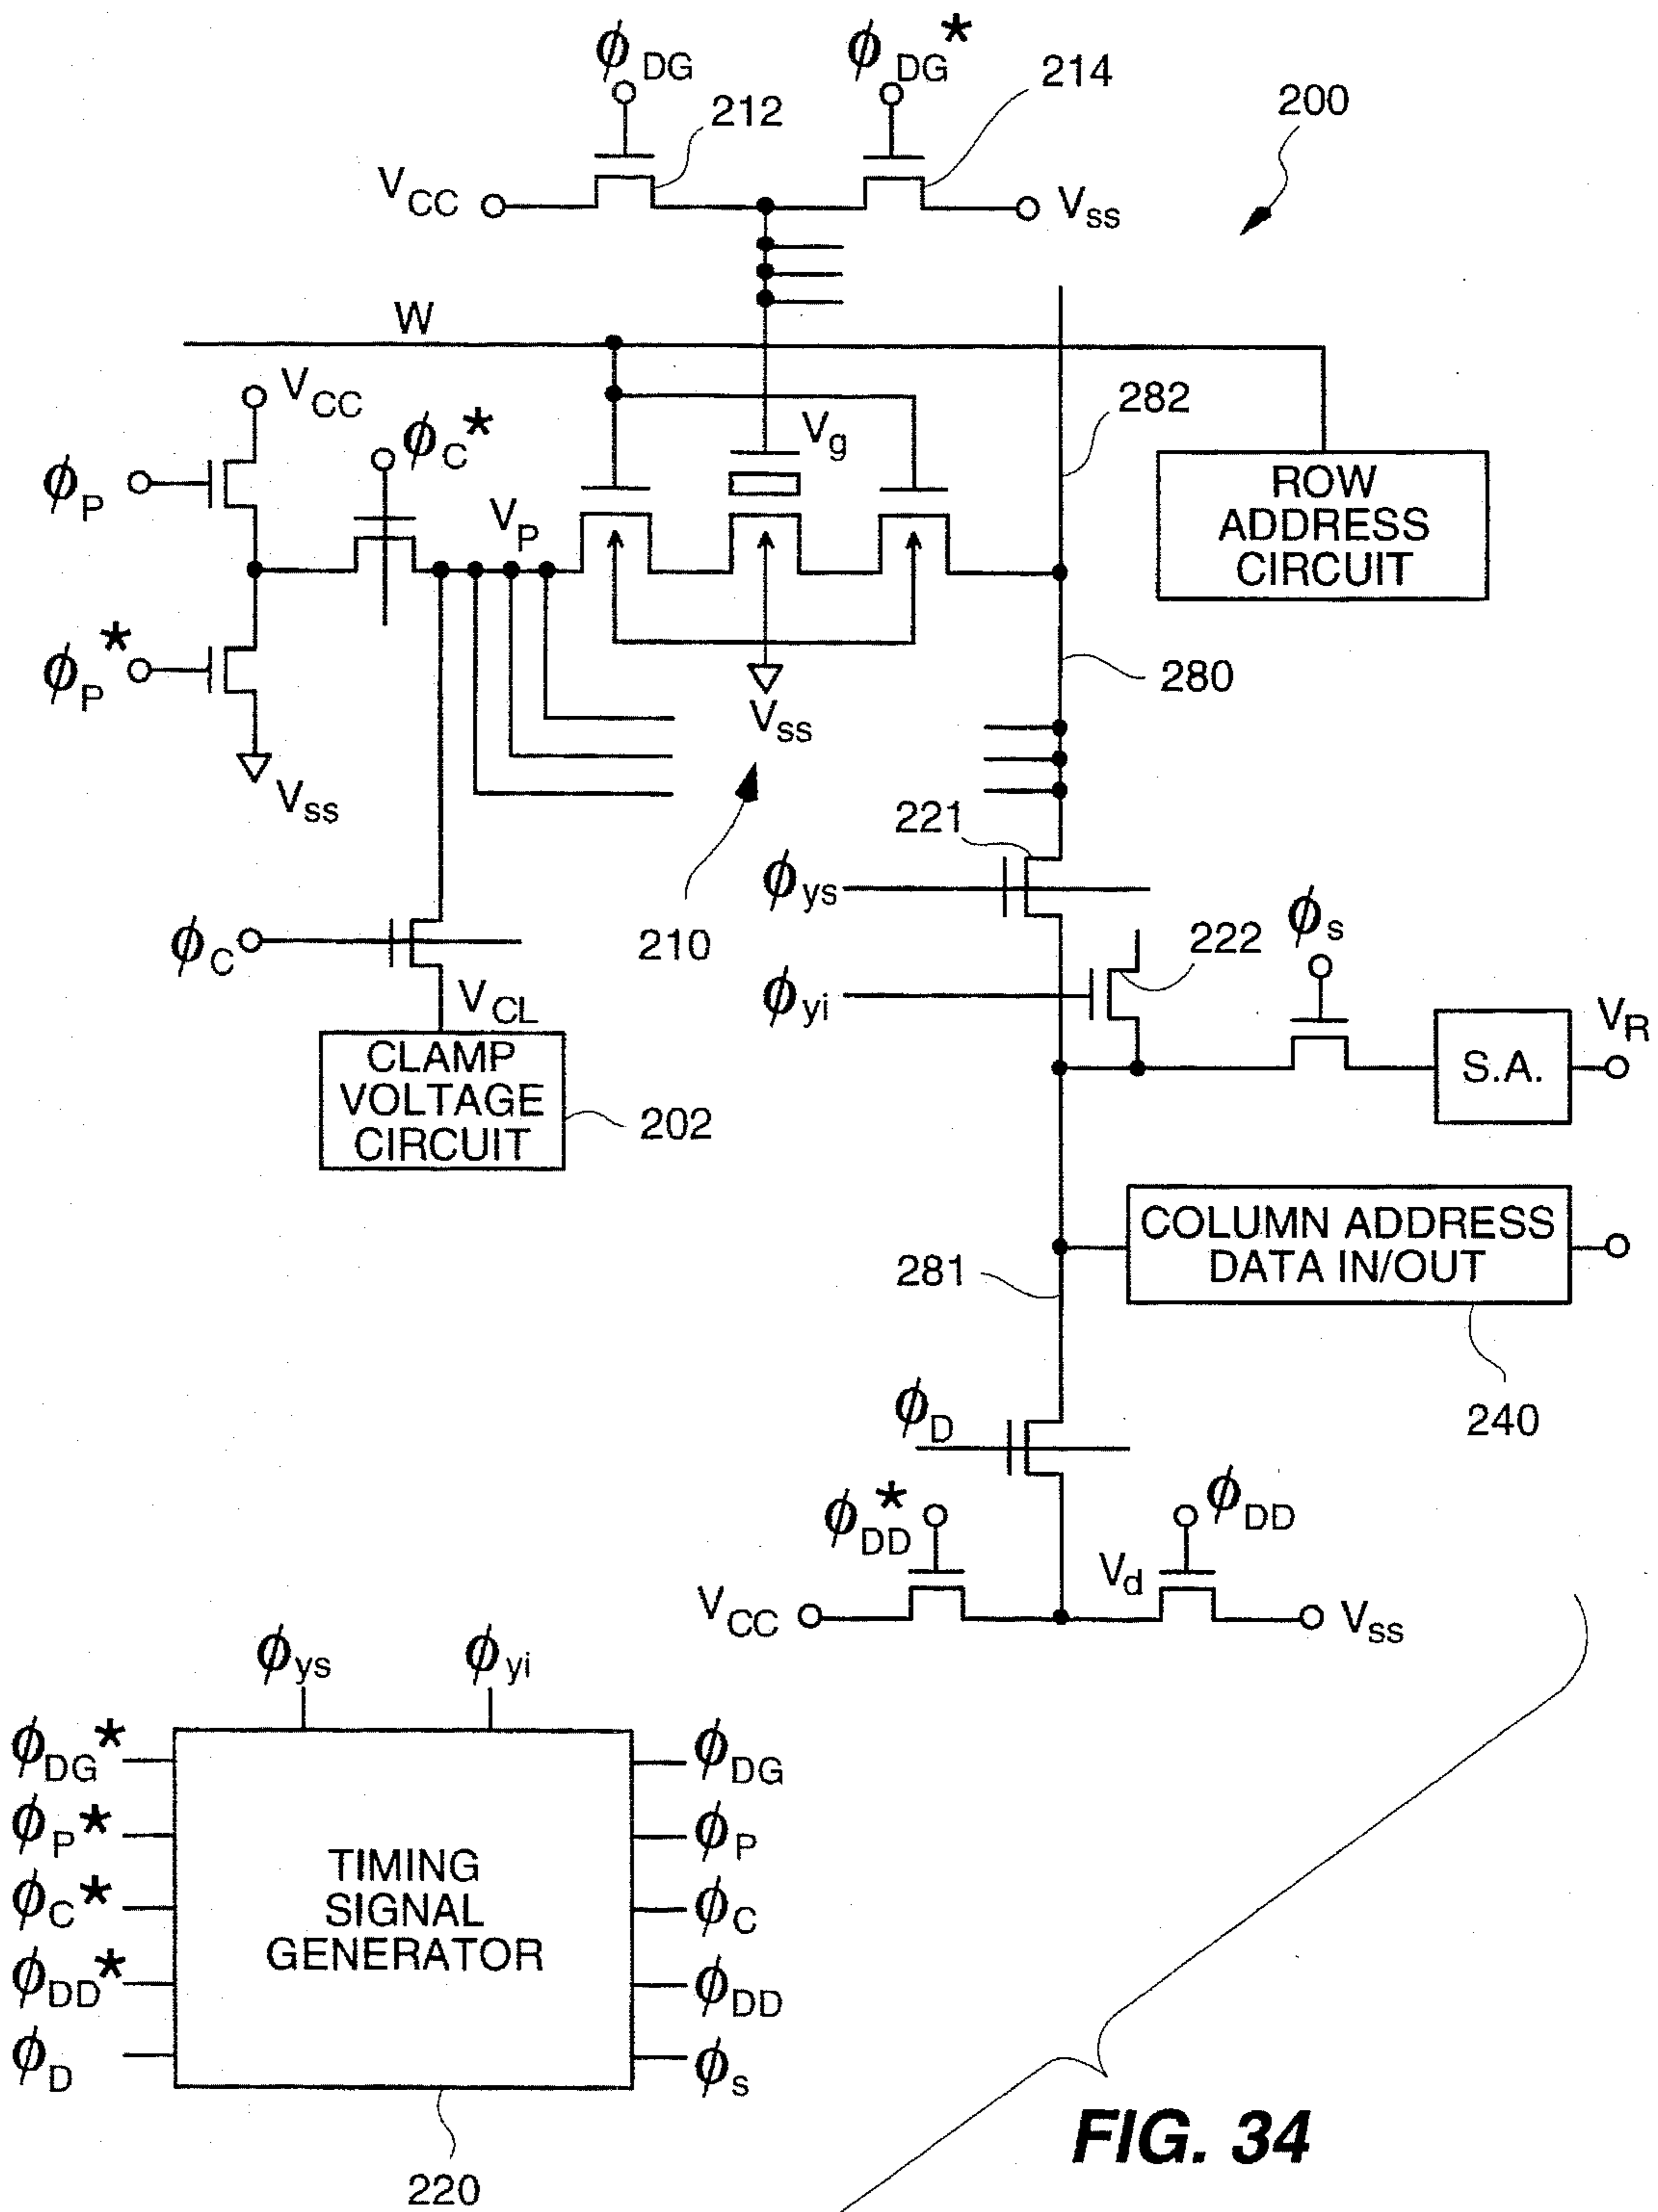 ϕDG
ϕDG*
212
214
200
VCC
Vss
W
VCC
ϕC*
Vg
282
ϕP
VP
ROW
ADDRESS
CIRCUIT
ϕP*
280
Vss
Vss
221
ϕys
ϕC
210
222
ϕs
ϕyi
VCL
VR
CLAMP
VOLTAGE
CIRCUIT
S.A.
202
COLUMN ADDRESS
DATA IN/OUT
281
240
ϕD
ϕDD*
ϕDD
Vd
VCC
Vss
ϕys
ϕyi
ϕDG*
ϕDG
ϕP*
ϕP
TIMING
SIGNAL
GENERATOR
ϕC*
ϕC
ϕDD*
ϕDD
ϕD
ϕs
220
FIG. 34